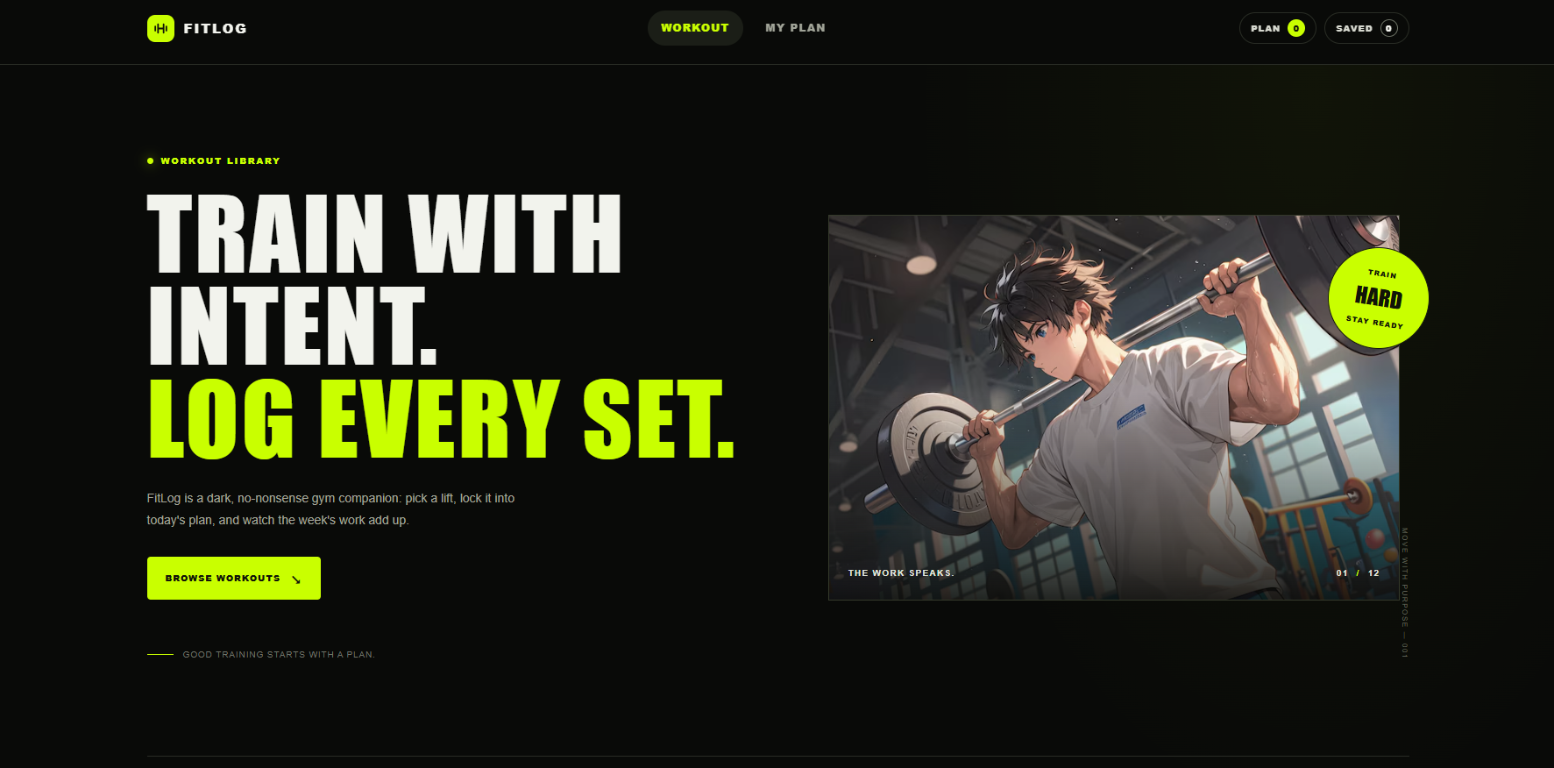 FITLOG
WORKOUT
MY PLAN
PLAN 0
SAVED 0
WORKOUT LIBRARY
TRAIN WITH
INTENT.
LOG EVERY SET.
FitLog is a dark, no-nonsense gym companion: pick a lift, lock it into
today's plan, and watch the week's work add up.
BROWSE WORKOUTS ↘
GOOD TRAINING STARTS WITH A PLAN.
TRAIN
HARD
STAY READY
THE WORK SPEAKS.
01 / 12
MOVE WITH PURPOSE — 001